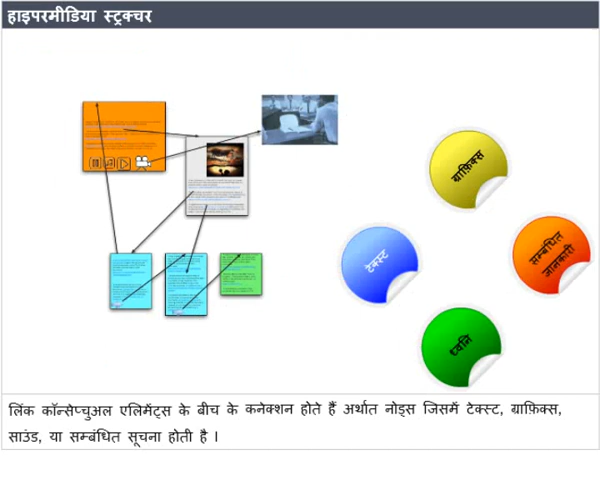 हाइपरमीडिया स्ट्रक्चर
ग्राफ़िक्स
टेक्स्ट
सम्बंधित
जानकारी
ध्वनि
लिंक कॉन्सेप्चुअल एलिमेंट्स के बीच के कनेक्शन होते हैं अर्थात नोड्स जिसमें टेक्स्ट, ग्राफ़िक्स,
साउंड, या सम्बंधित सूचना होती है ।